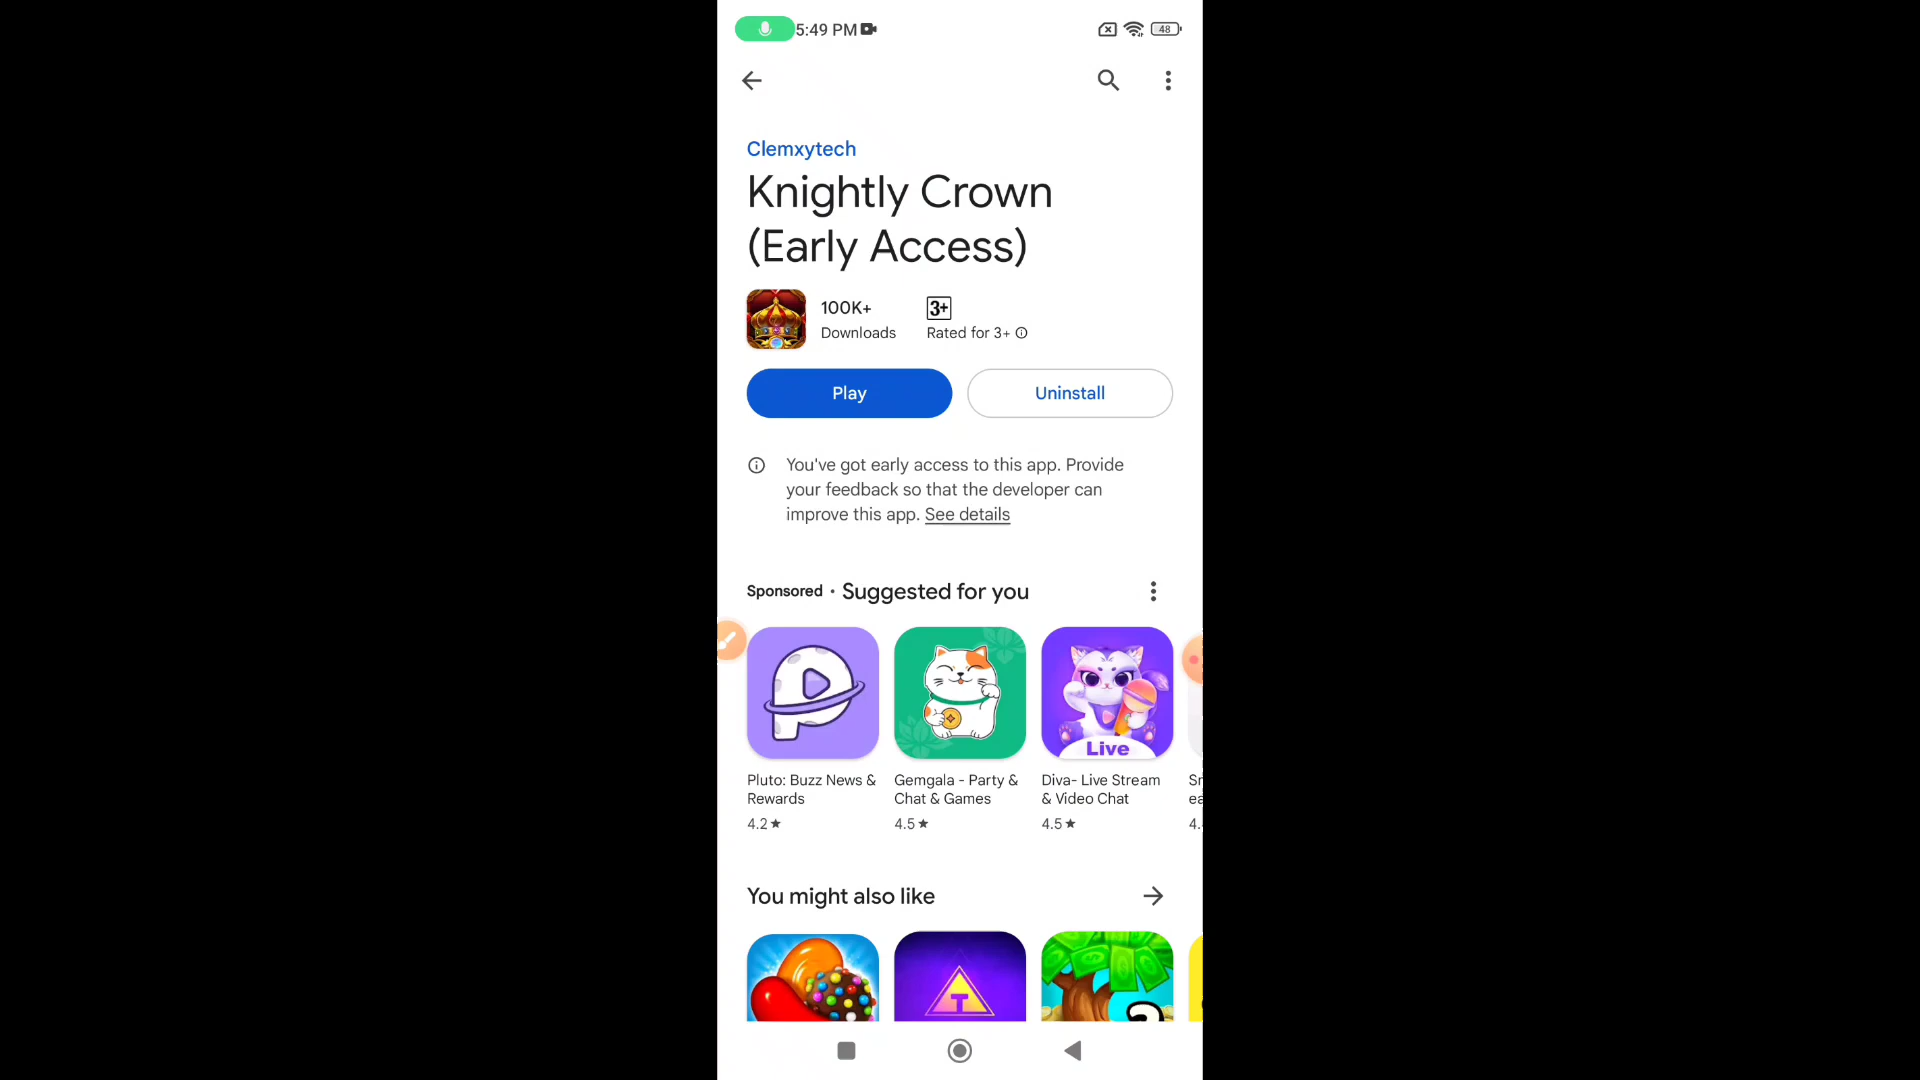 5:49 PM
48
Clemxytech
Knightly Crown
(Early Access)
100K+
Downloads
3+
Rated for 3+
Play
Uninstall
You've got early access to this app. Provide
your feedback so that the developer can
improve this app. See details
Sponsored • Suggested for you
Live
Pluto: Buzz News &
Rewards
4.2★
Gemgala - Party &
Chat & Games
4.5★
Diva- Live Stream
& Video Chat
4.5★
You might also like
T